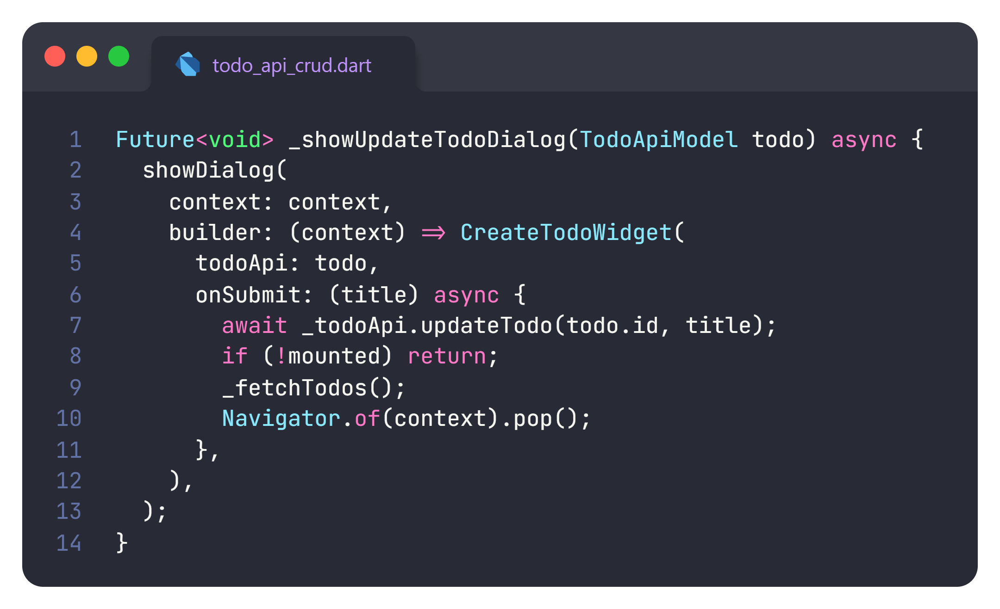 todo_api_crud.dart
1 Future<void> _showUpdateTodoDialog(TodoApiModel todo) async {
2   showDialog(
3     context: context,
4     builder: (context) => CreateTodoWidget(
5       todoApi: todo,
6       onSubmit: (title) async {
7         await _todoApi.updateTodo(todo.id, title);
8         if (!mounted) return;
9         _fetchTodos();
10         Navigator.of(context).pop();
11       },
12     ),
13   );
14 }